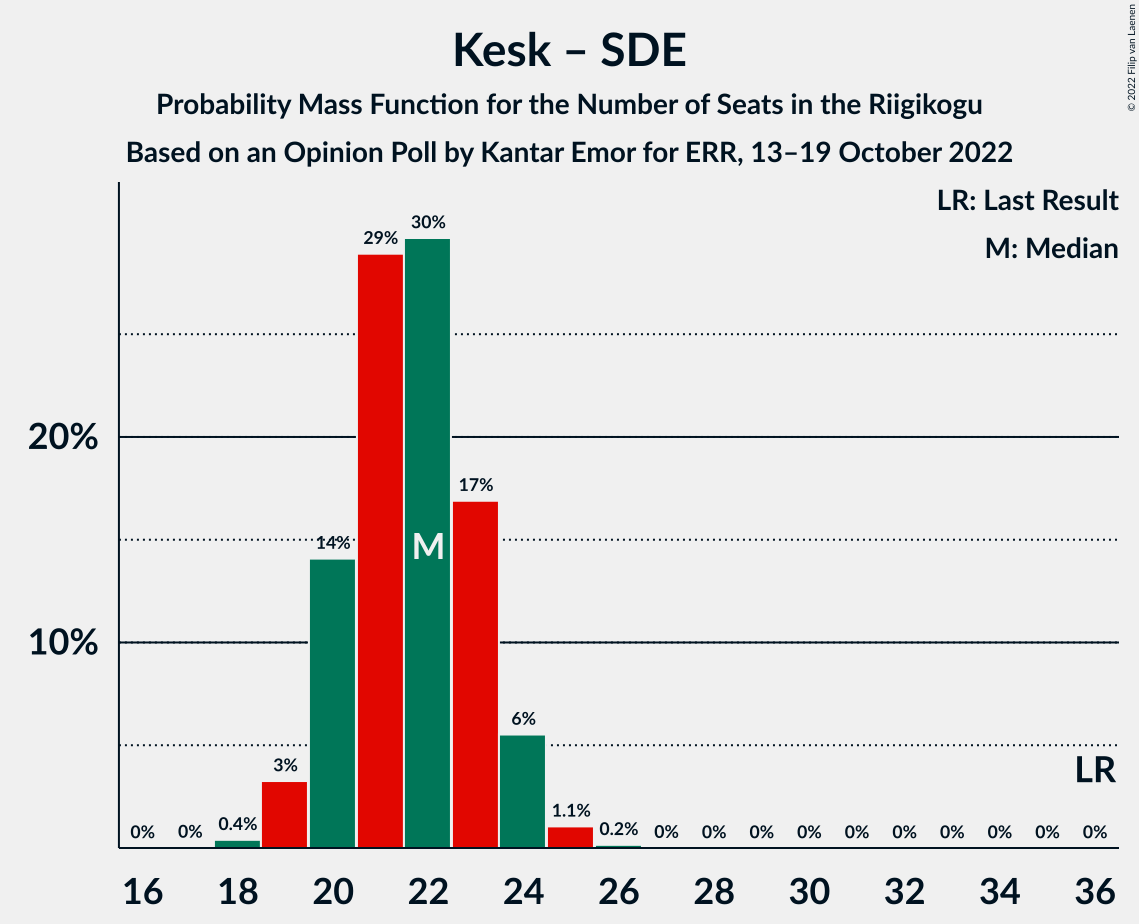 Kesk – SDE
Probability Mass Function for the Number of Seats in the Riigikogu
Based on an Opinion Poll by Kantar Emor for ERR, 13–19 October 2022
© 2022 Filip van Laenen
LR: Last Result
M: Median
20%
10%
0%
0%
0.4%
3%
14%
29%
30%
17%
6%
1.1%
0.2%
0%
0%
0%
0%
0%
0%
0%
0%
0%
0%
M
LR
16 18 20 22 24 26 28 30 32 34 36